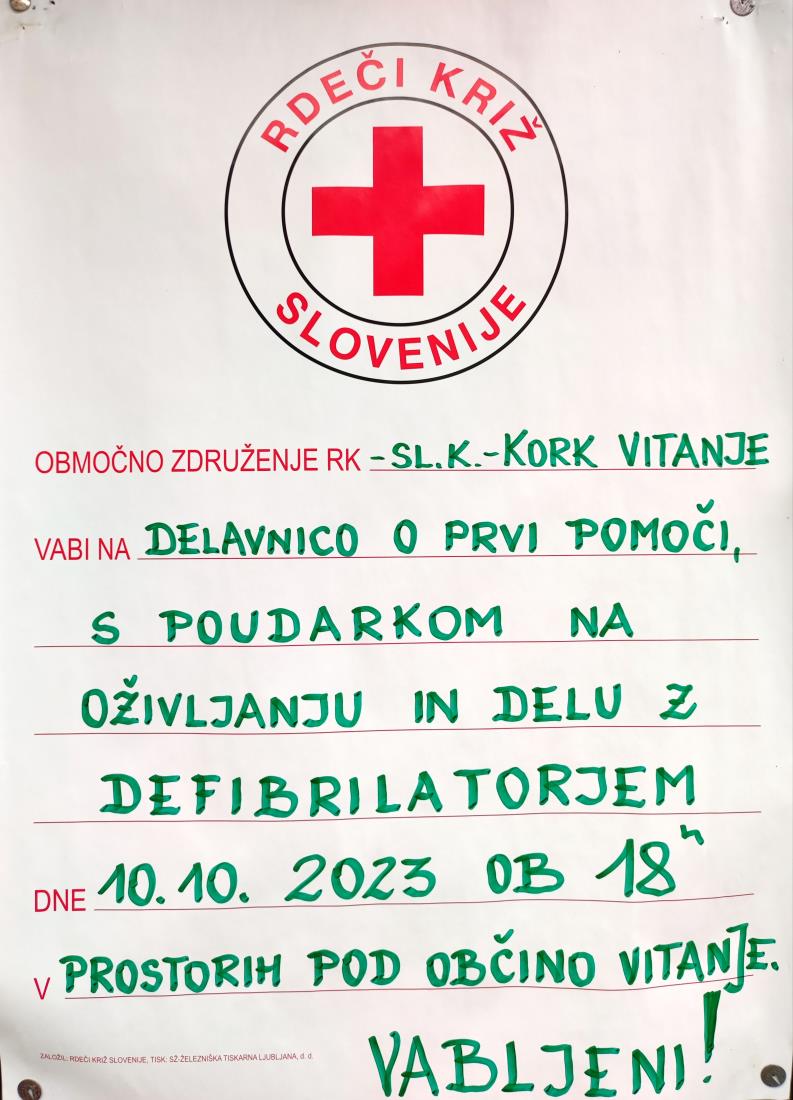 RDEČI KRIŽ
SLOVENIJE
OBMOČNO ZDRUŽENJE RK -SL.K.-KORK VITANJE
VABI NA DELAVNICO O PRVI POMOČI,
S POUDARKOM NA
OŽIVLJANJU IN DELU Z
DEFIBRILATORJEM
DNE 10.10. 2023 OB 18h
V PROSTORIH POD OBČINO VITANJE.
VABLJENI!
ZALOŽIL: RDEČI KRIŽ SLOVENIJE, TISK: SŽ-ŽELEZNIŠKA TISKARNA LJUBLJANA, d. d.